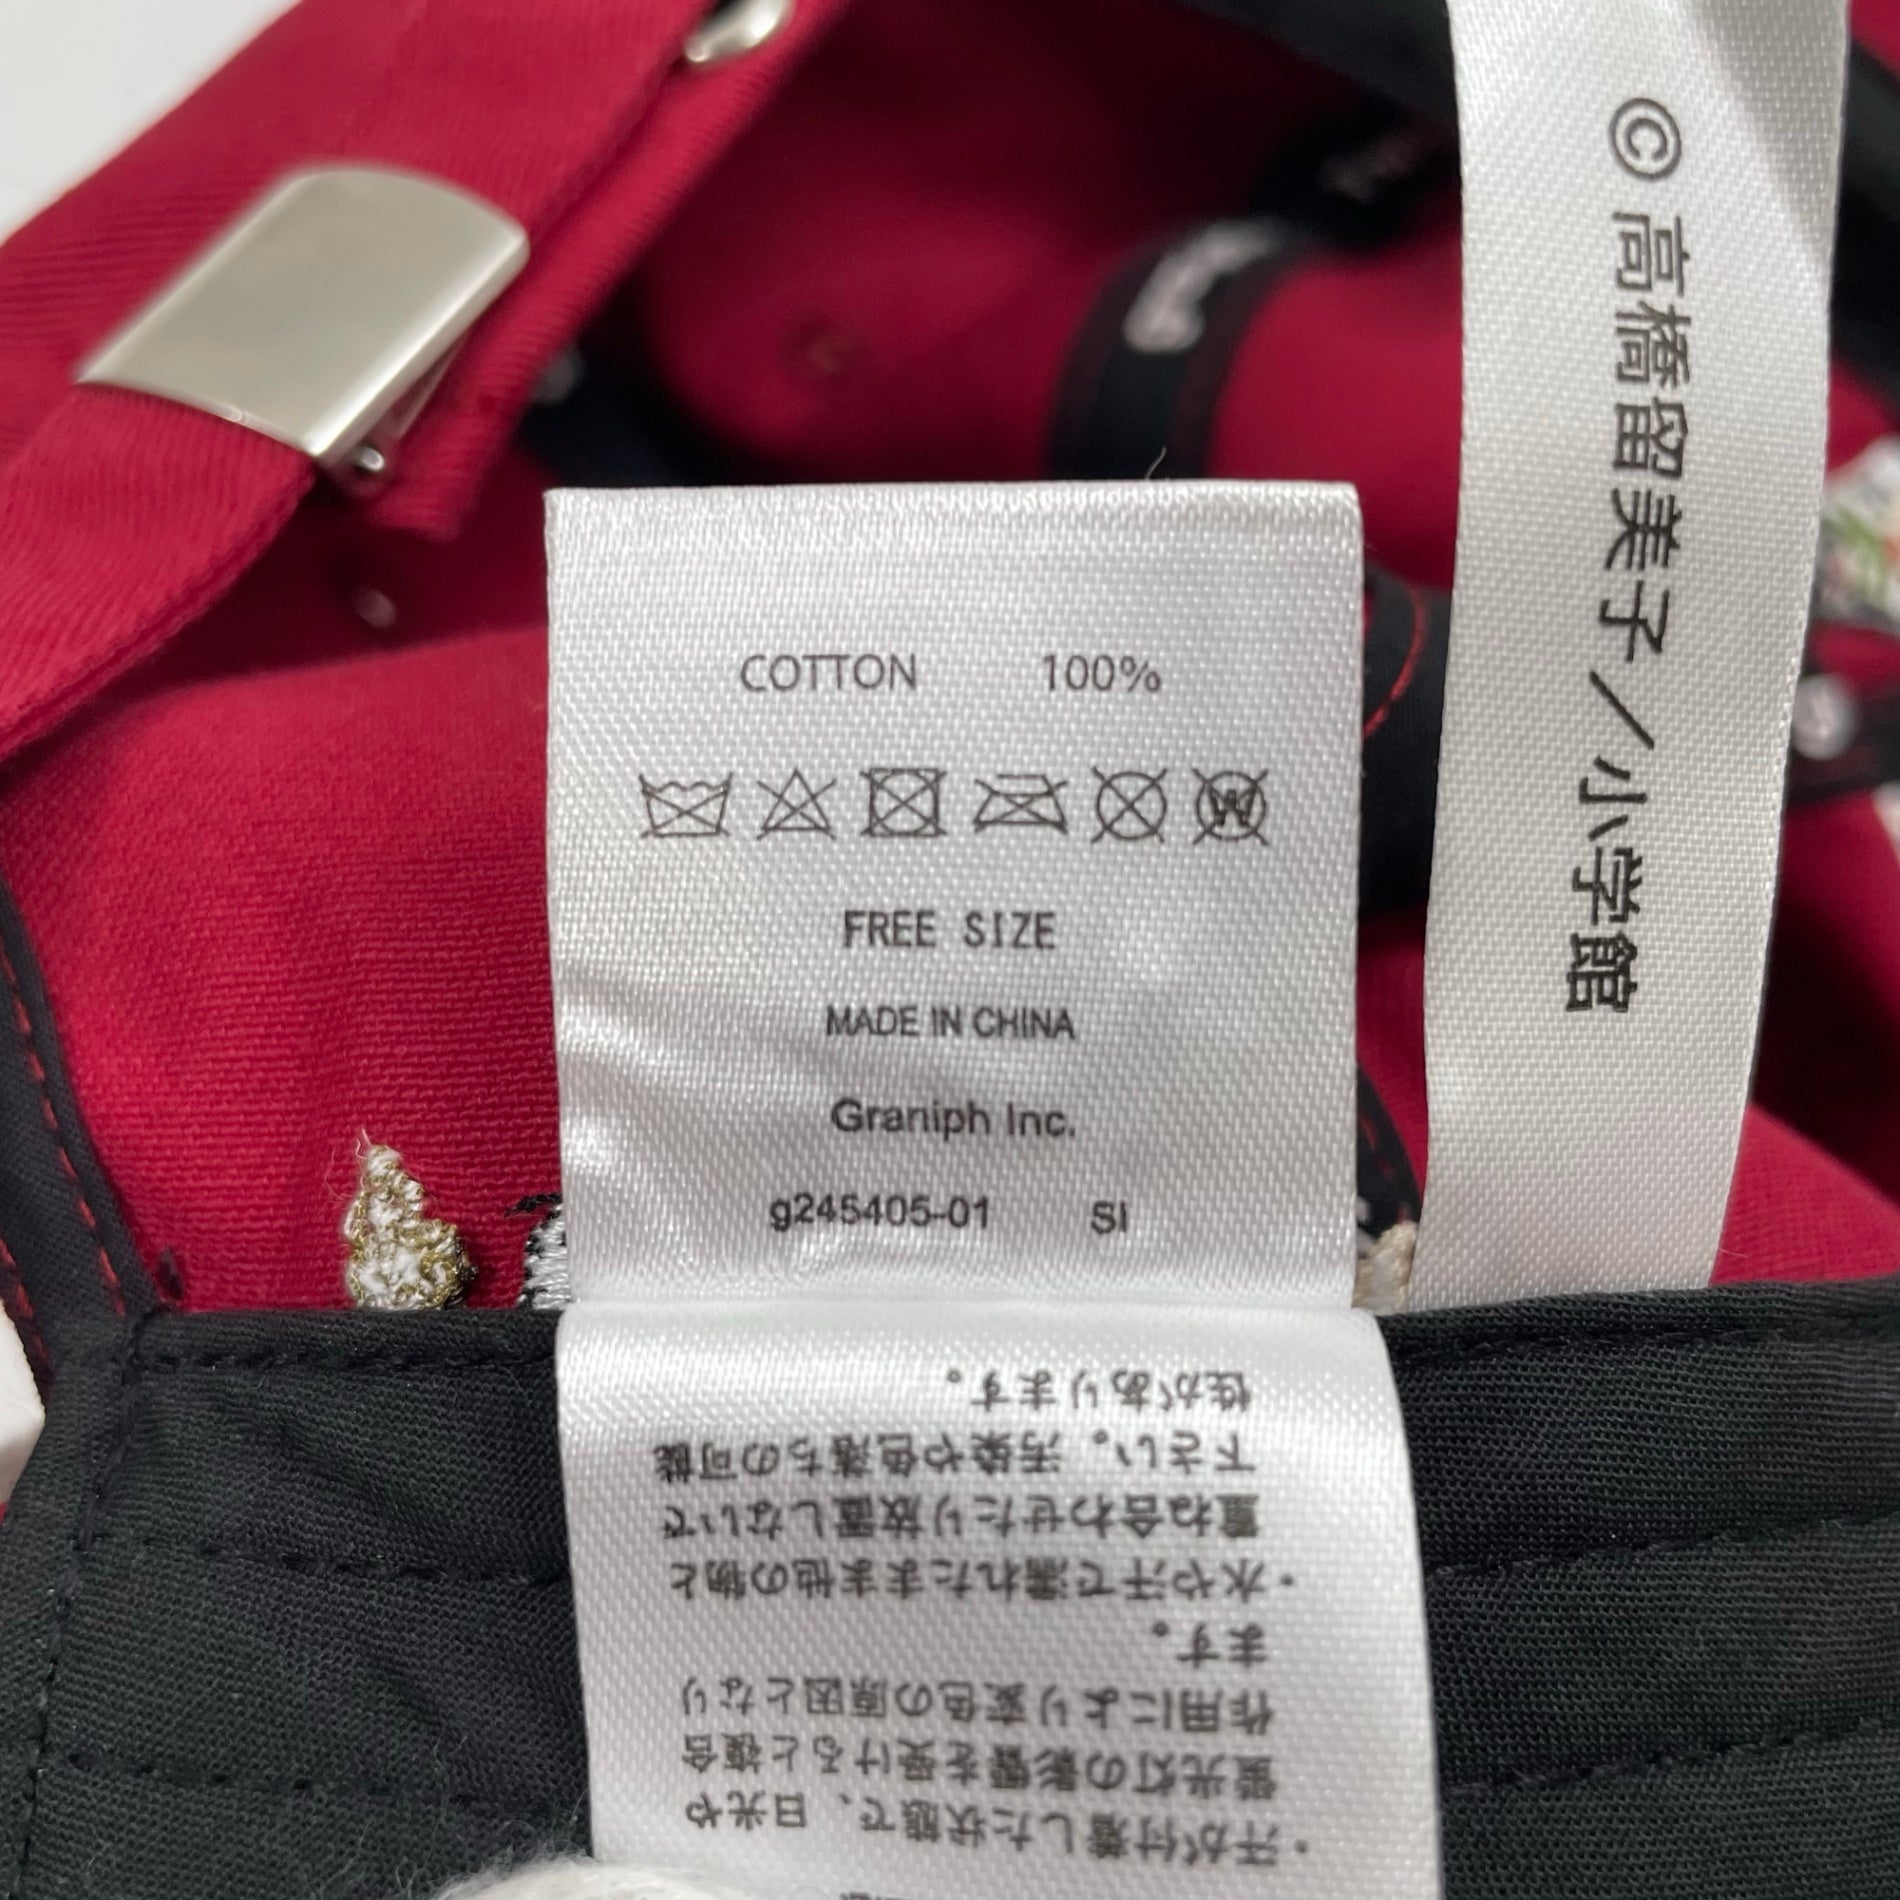 COTTON 100%
FREE SIZE
MADE IN CHINA
Graniph Inc.
g245405-01 SI
©高橋留美子／小学館
・汗が付着した状態で、日光や
蛍光灯の影響を受けると複合
作用により変色の原因となり
ます。
・水や汗で濡れたまま他の物と
重ね合わせたり放置しないで
下さい。汚染や色落ちの可能
性があります。